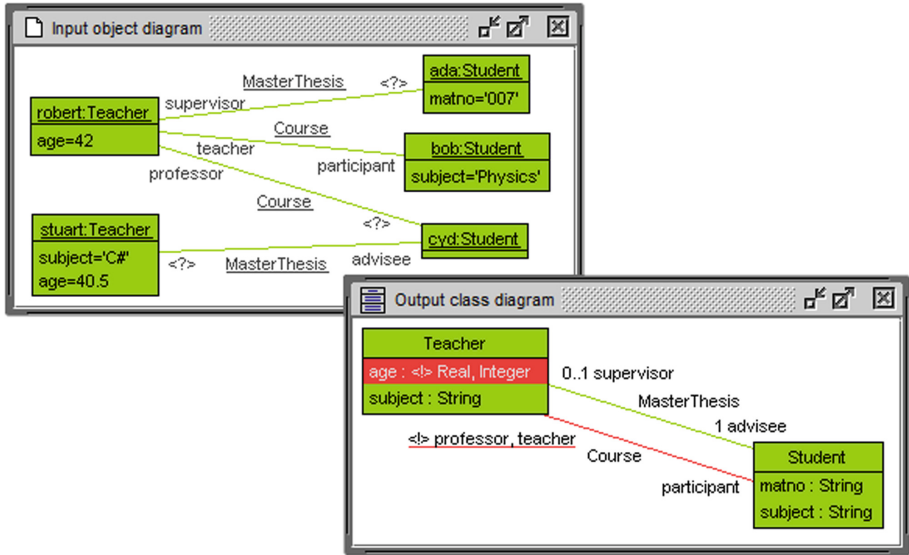 Input object diagram
ada:Student
MasterThesis
<?>
matno='007'
supervisor
robert:Teacher
age=42
Course
teacher
bob:Student
participant
subject='Physics'
professor
Course
<?>
stuart:Teacher
cyd:Student
subject='C#'
<?>
MasterThesis
advisee
age=40.5
Output class diagram
Teacher
age : <!> Real, Integer
0..1 supervisor
subject : String
MasterThesis
1 advisee
<!> professor, teacher
Course
Student
participant
matno : String
subject : String